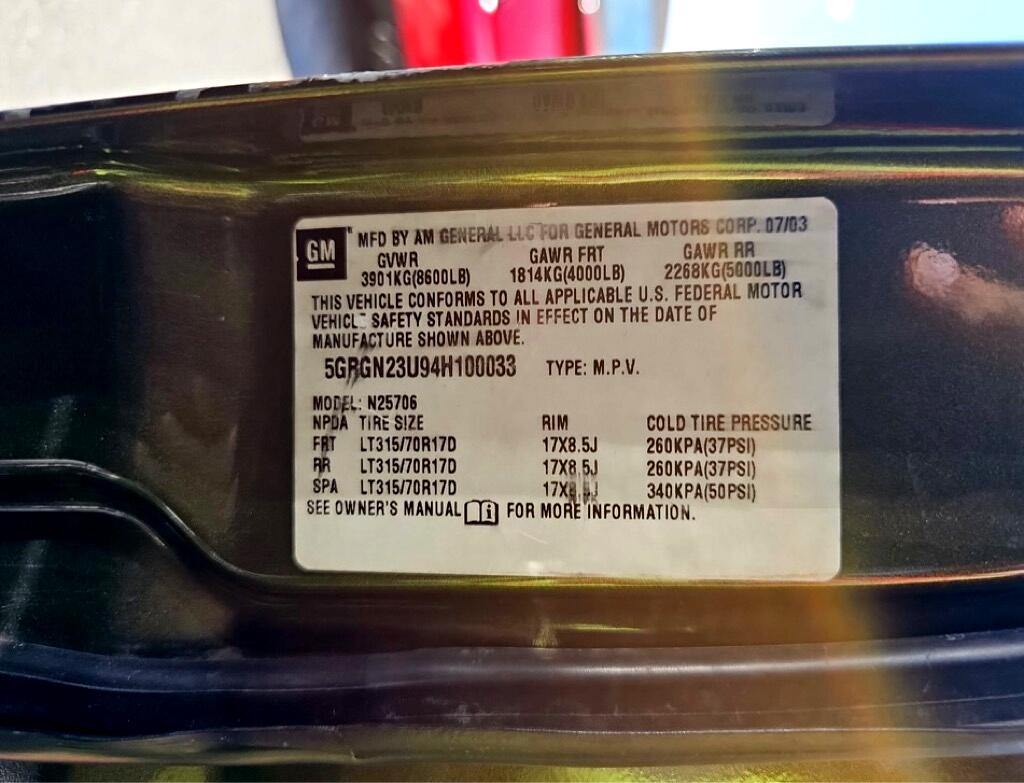 GM
MFD BY AM GENERAL LLC FOR GENERAL MOTORS CORP. 07/03
GVWR GAWR FRT GAWR RR
3901KG(8600LB) 1814KG(4000LB) 2268KG(5000LB)
THIS VEHICLE CONFORMS TO ALL APPLICABLE U.S. FEDERAL MOTOR
VEHICLE SAFETY STANDARDS IN EFFECT ON THE DATE OF
MANUFACTURE SHOWN ABOVE.
5GRGN23U94H100033 TYPE: M.P.V.
MODEL: N25706
NPDA TIRE SIZE RIM COLD TIRE PRESSURE
FRT LT315/70R17D 17X8.5J 260KPA(37PSI)
RR LT315/70R17D 17X8.5J 260KPA(37PSI)
SPA LT315/70R17D 17X8.5J 340KPA(50PSI)
SEE OWNER'S MANUAL FOR MORE INFORMATION.